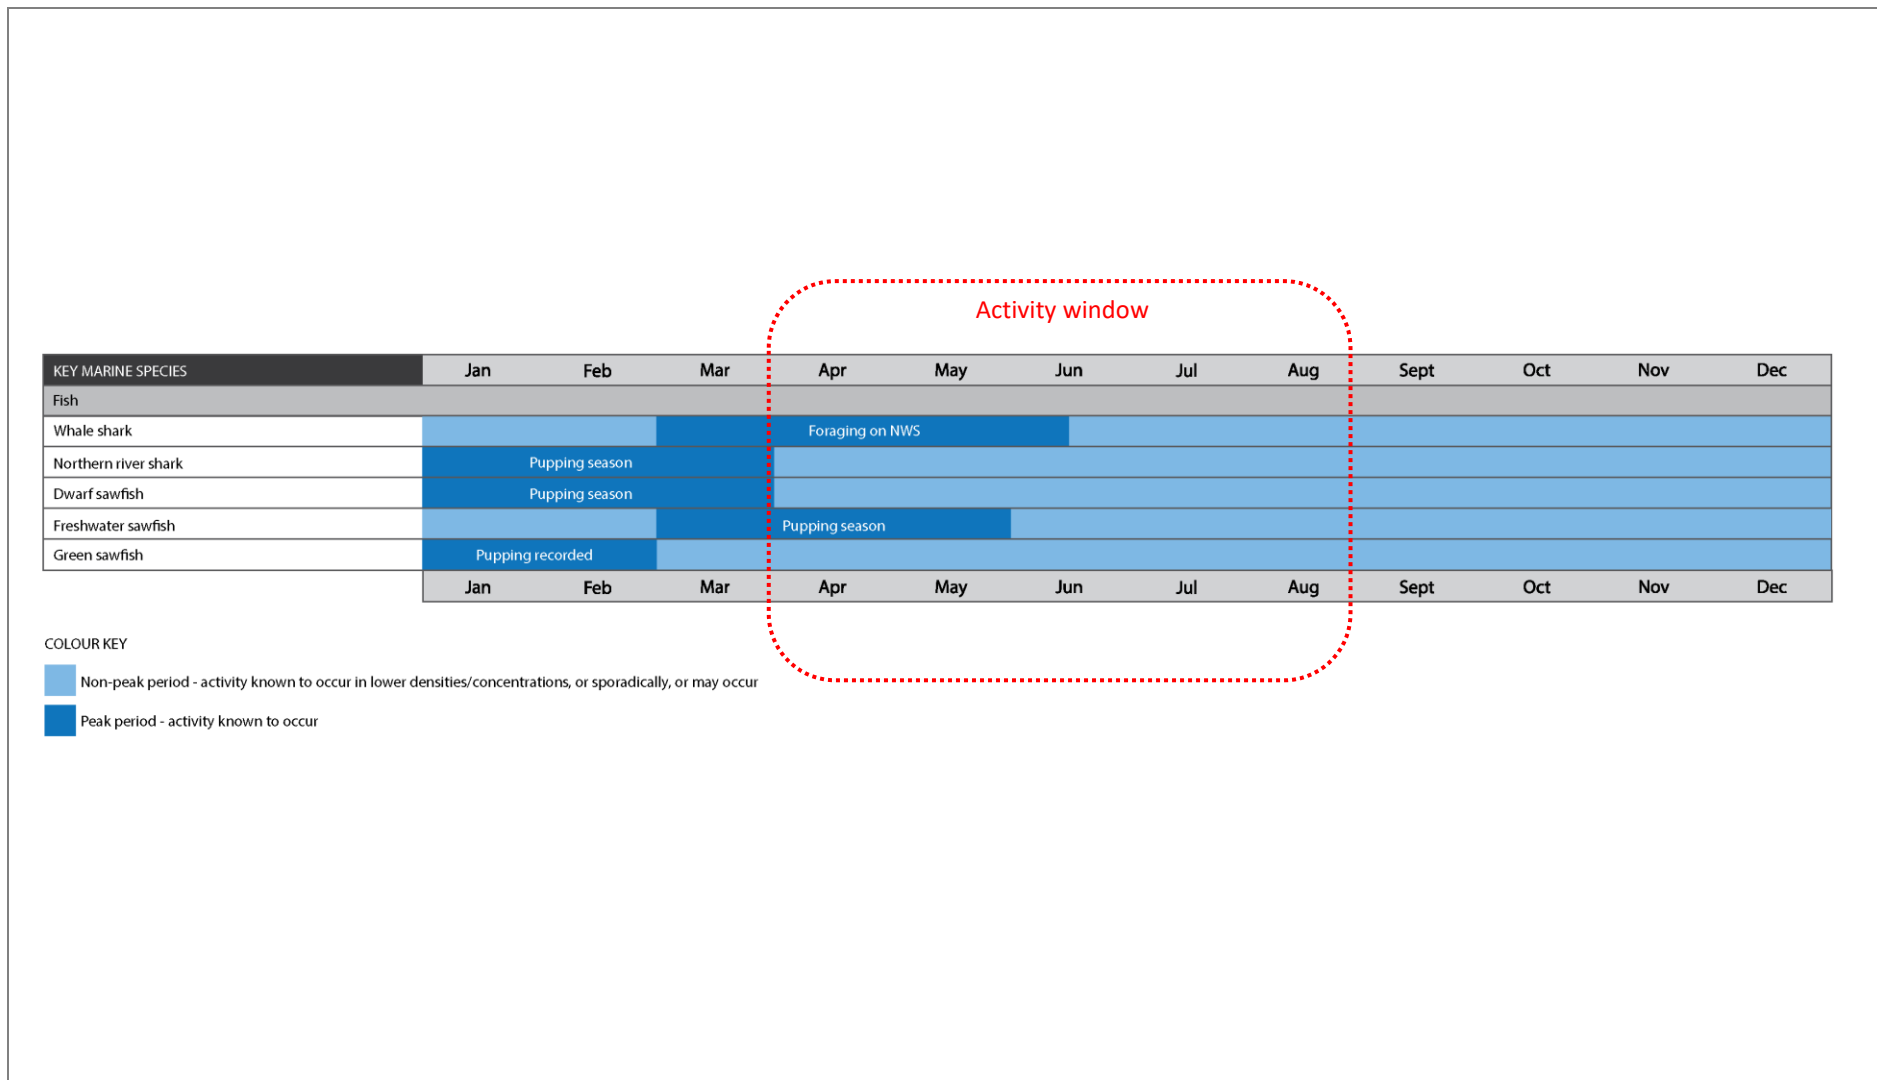 Activity window
KEY MARINE SPECIES Jan Feb Mar Apr May Jun Jul Aug Sept Oct Nov Dec
Fish
Whale shark Foraging on NWS
Northern river shark Pupping season
Dwarf sawfish Pupping season
Freshwater sawfish Pupping season
Green sawfish Pupping recorded
Jan Feb Mar Apr May Jun Jul Aug Sept Oct Nov Dec
COLOUR KEY
Non-peak period - activity known to occur in lower densities/concentrations, or sporadically, or may occur
Peak period - activity known to occur